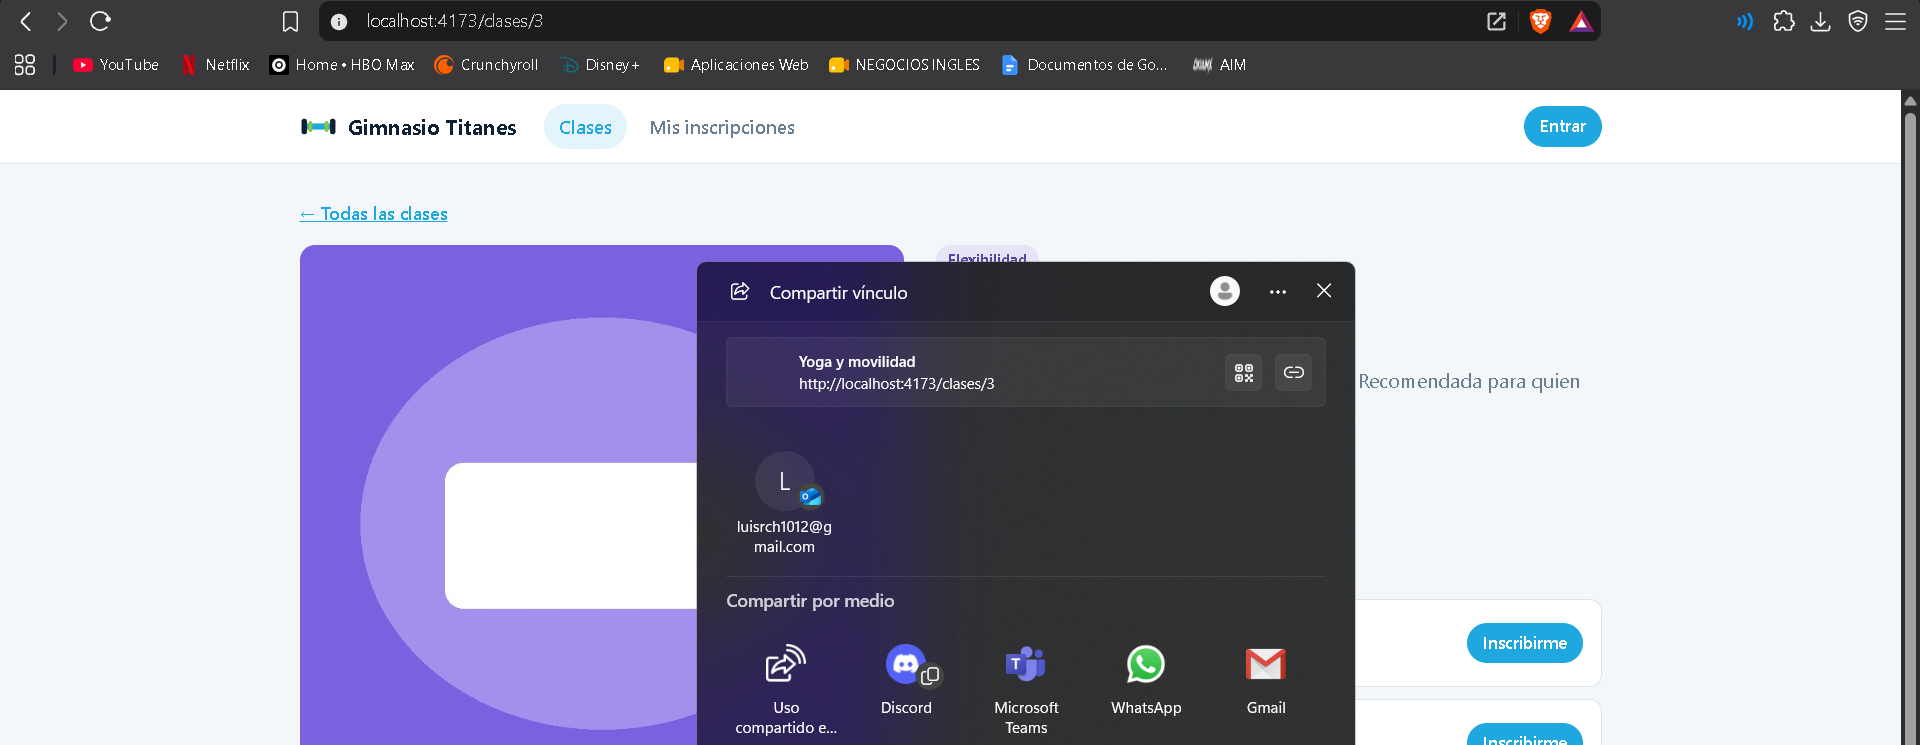 localhost:4173/clases/3
YouTube
Netflix
Home • HBO Max
Crunchyroll
Disney+
Aplicaciones Web
NEGOCIOS INGLES
Documentos de Go...
AIM
Gimnasio Titanes
Clases
Mis inscripciones
Entrar
← Todas las clases
Flexibilidad
Compartir vínculo
Yoga y movilidad
http://localhost:4173/clases/3
Recomendada para quien
L
luisrch1012@g
mail.com
Compartir por medio
Inscribirme
Uso
compartido e...
Discord
Microsoft
Teams
WhatsApp
Gmail
Inscribirme